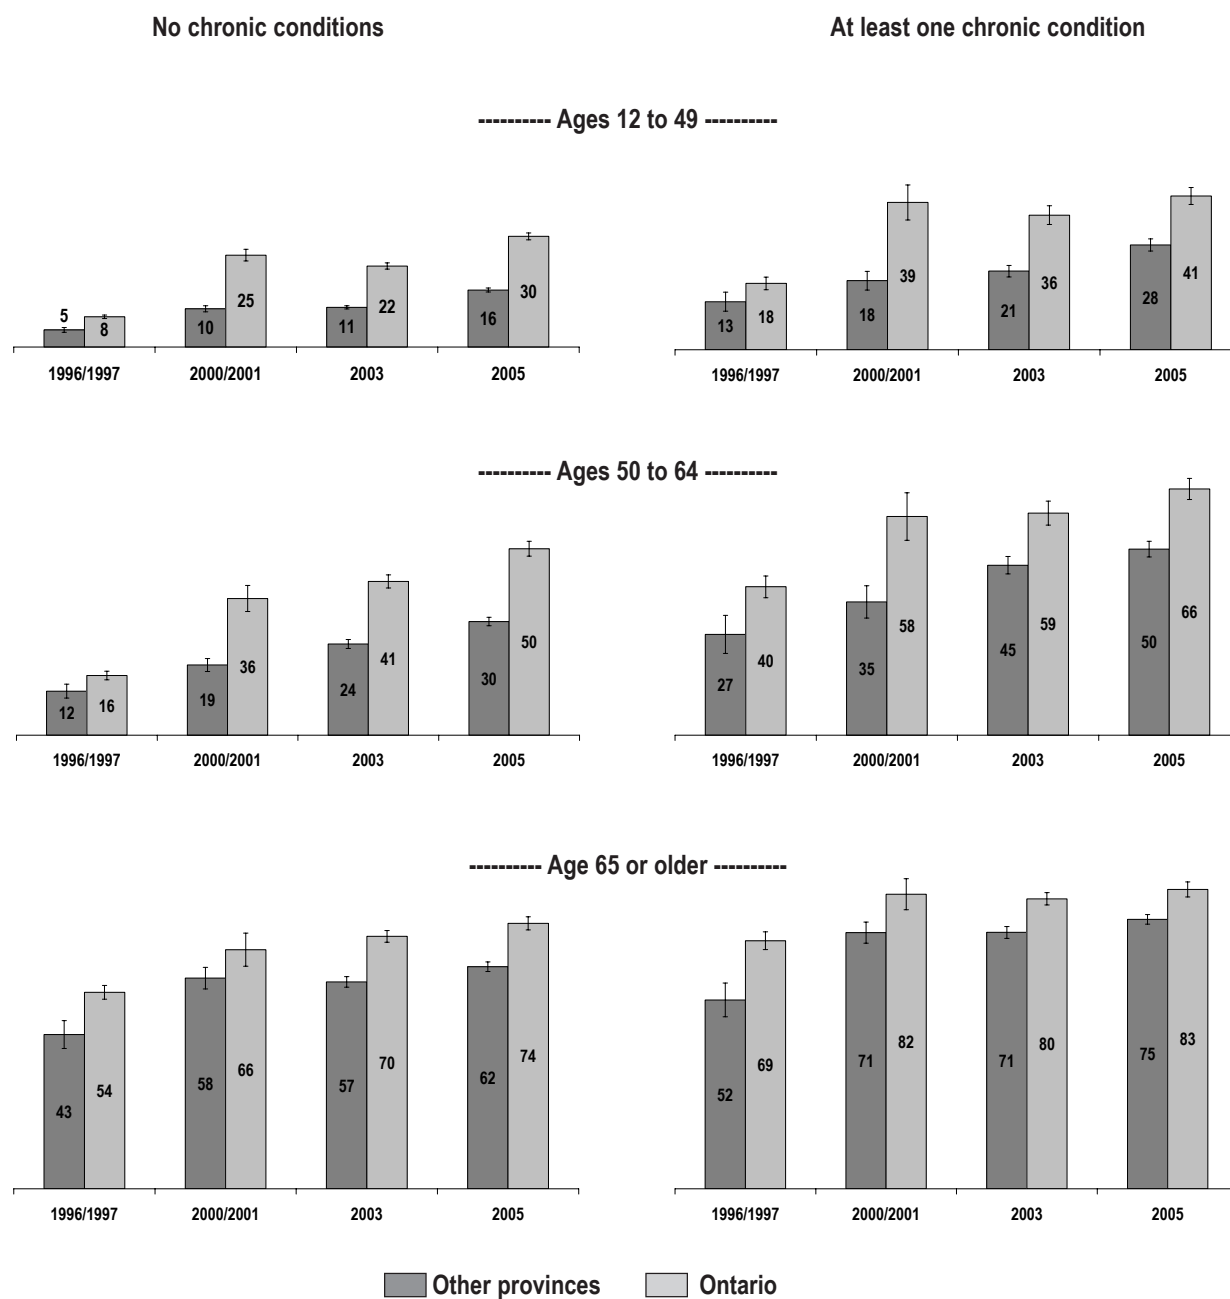 No chronic conditions At least one chronic condition
---------- Ages 12 to 49 ----------
5 8 10 25 11 22 16 30
1996/1997 2000/2001 2003 2005
13 18 18 39 21 36 28 41
1996/1997 2000/2001 2003 2005
---------- Ages 50 to 64 ----------
12 16 19 36 24 41 30 50
1996/1997 2000/2001 2003 2005
27 40 35 58 45 59 50 66
1996/1997 2000/2001 2003 2005
---------- Age 65 or older ----------
43 54 58 66 57 70 62 74
1996/1997 2000/2001 2003 2005
52 69 71 82 71 80 75 83
1996/1997 2000/2001 2003 2005
Other provinces Ontario